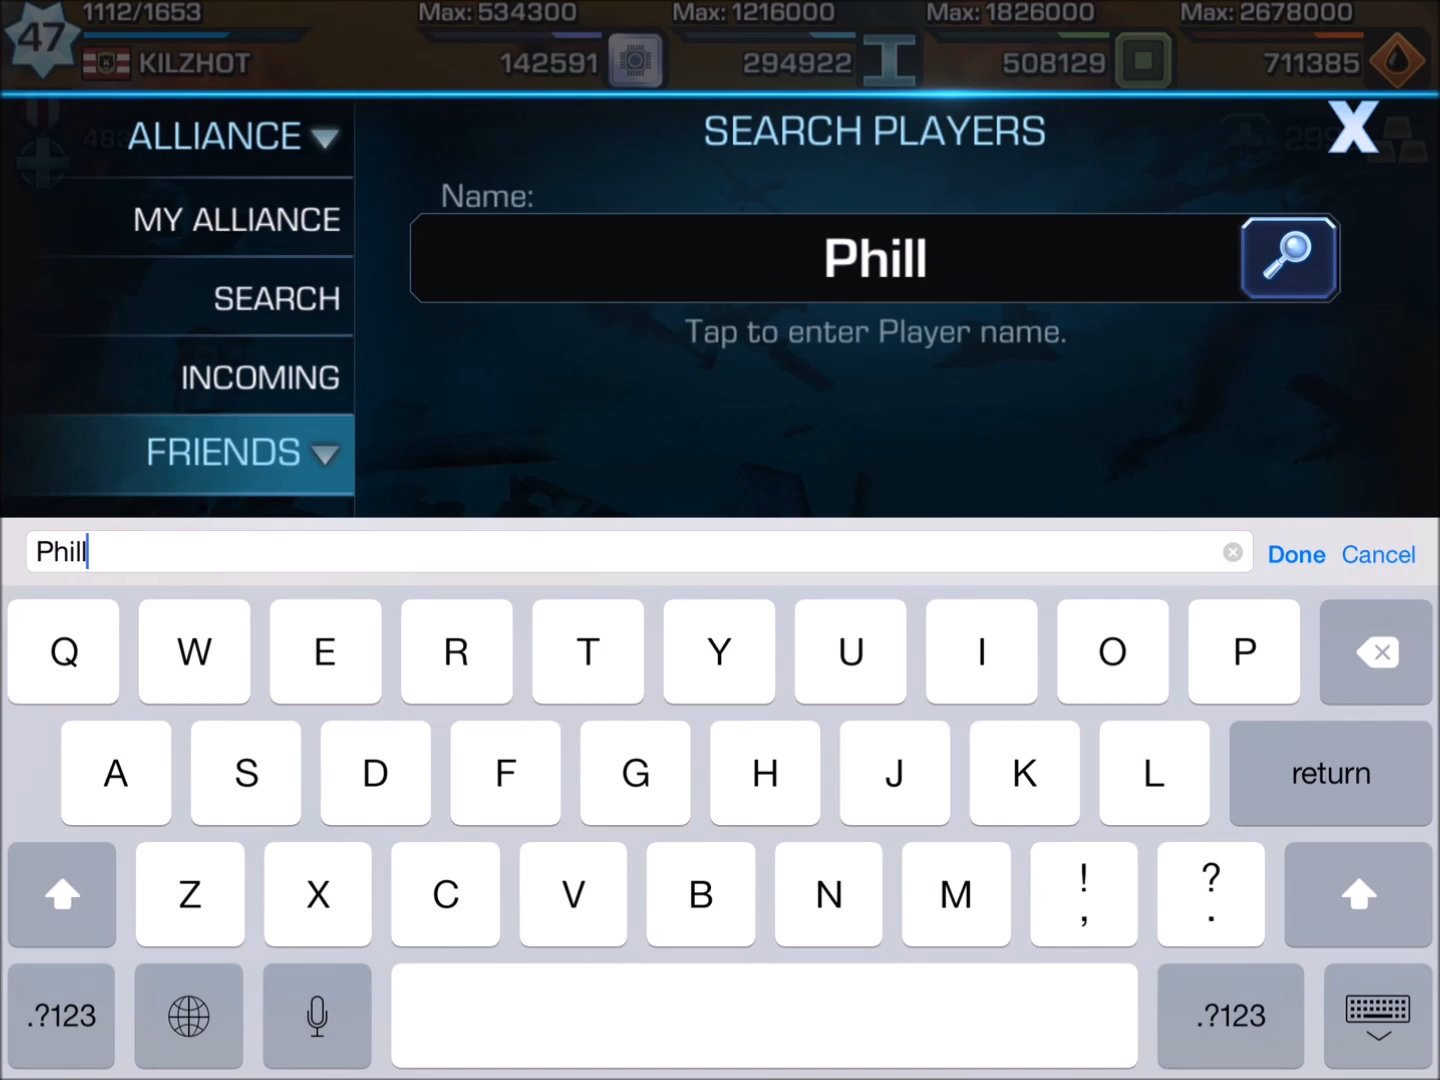 47 1112/1653 Max: 534300 Max: 1216000 Max: 1826000 Max: 2678000
KILZHOT 142591 294922 508129 711385
ALLIANCE
MY ALLIANCE
SEARCH
INCOMING
FRIENDS
SEARCH PLAYERS
X
Name:
Phill
Tap to enter Player name.
Phill Done Cancel
Q W E R T Y U I O P
A S D F G H J K L return
Z X C V B N M ! , ? .
.?123 .?123